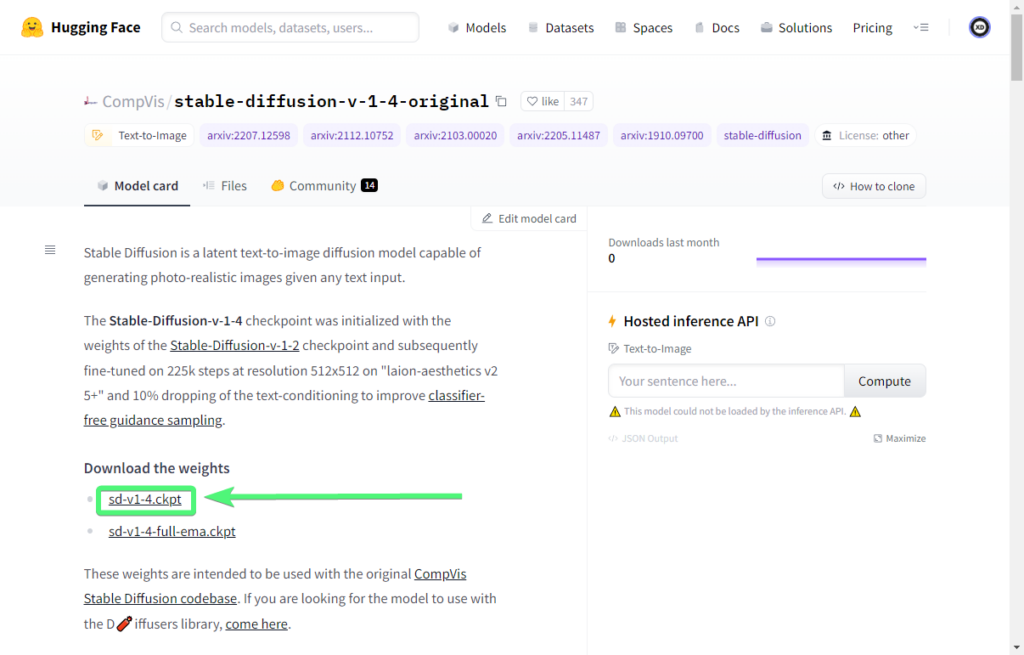 Hugging Face
Search models, datasets, users...
Models
Datasets
Spaces
Docs
Solutions
Pricing
CompVis/stable-diffusion-v-1-4-original
like 347
Text-to-Image
arxiv:2207.12598
arxiv:2112.10752
arxiv:2103.00020
arxiv:2205.11487
arxiv:1910.09700
stable-diffusion
License: other
Model card
Files
Community 14
How to clone
Edit model card
Stable Diffusion is a latent text-to-image diffusion model capable of
generating photo-realistic images given any text input.
The Stable-Diffusion-v-1-4 checkpoint was initialized with the
weights of the Stable-Diffusion-v-1-2 checkpoint and subsequently
fine-tuned on 225k steps at resolution 512x512 on "laion-aesthetics v2
5+" and 10% dropping of the text-conditioning to improve classifier-
free guidance sampling.
Download the weights
sd-v1-4.ckpt
sd-v1-4-full-ema.ckpt
These weights are intended to be used with the original CompVis
Stable Diffusion codebase. If you are looking for the model to use with
the D🧨iffusers library, come here.
Downloads last month
0
Hosted inference API
Text-to-Image
Your sentence here...
Compute
This model could not be loaded by the inference API.
JSON Output
Maximize